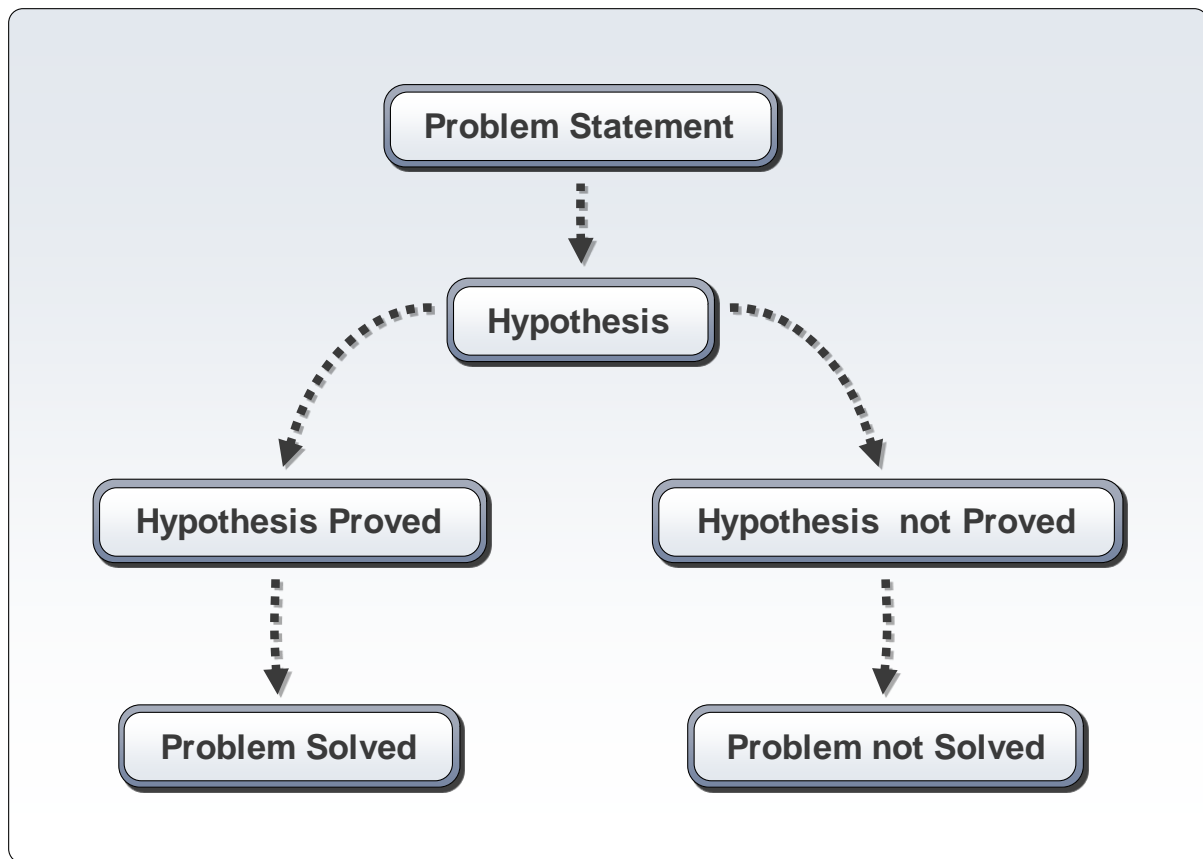 Problem Statement
Hypothesis
Hypothesis Proved
Hypothesis  not Proved
Problem Solved
Problem not Solved